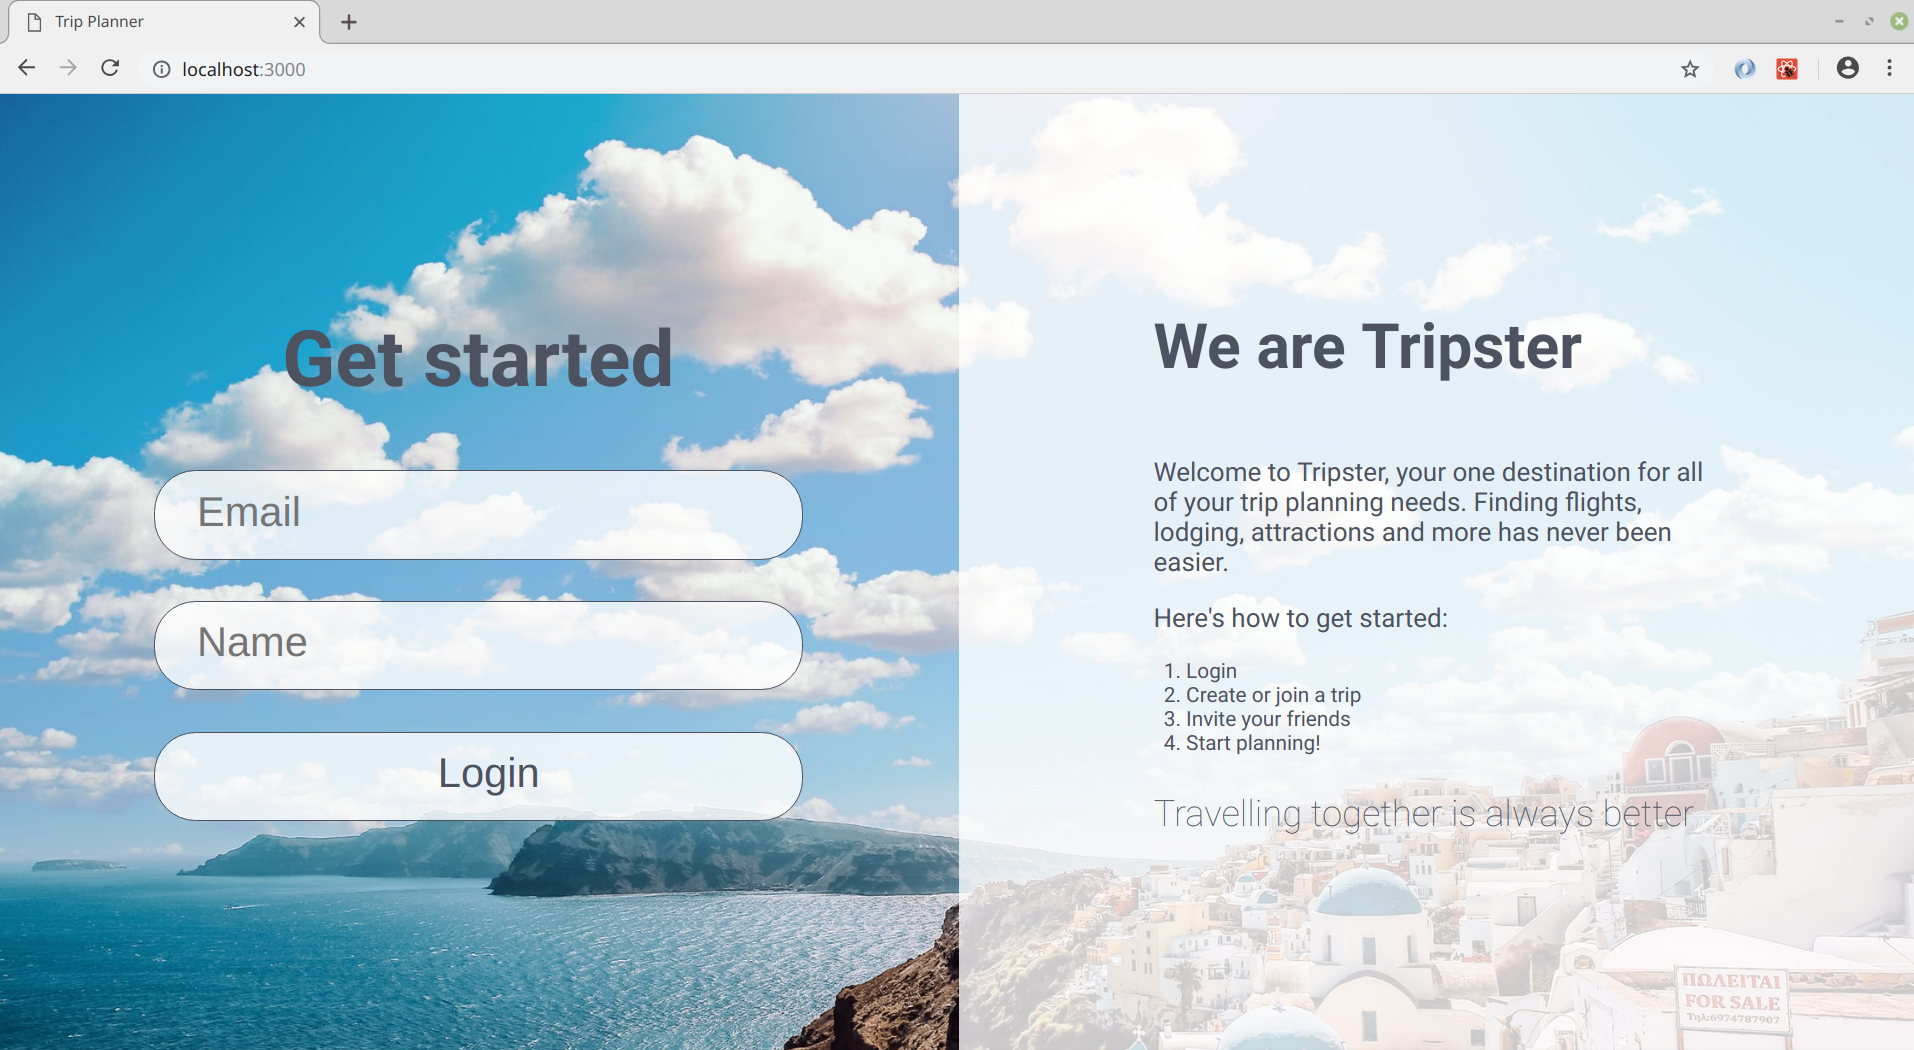 Trip Planner
localhost:3000
Get started
Email
Name
Login
We are Tripster
Welcome to Tripster, your one destination for all
of your trip planning needs. Finding flights,
lodging, attractions and more has never been
easier.
Here's how to get started:
1. Login
2. Create or join a trip
3. Invite your friends
4. Start planning!
Travelling together is always better
ΠΩΛΕΙΤΑΙ
FOR SALE
Τηλ:6974787907